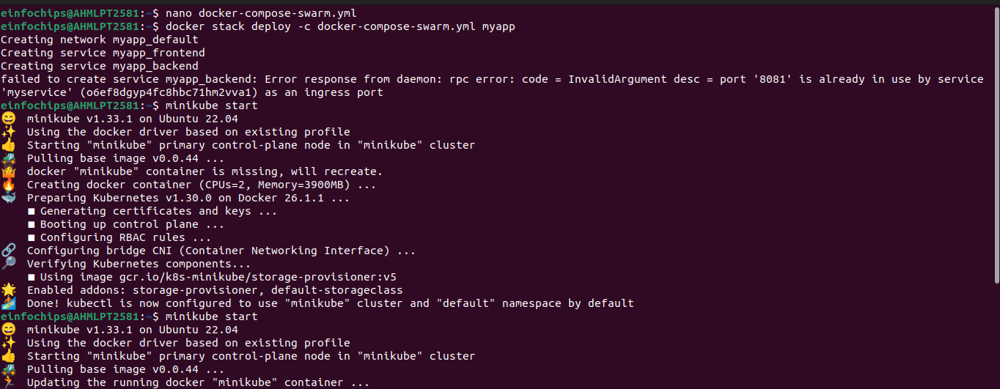 einfochips@AHMLPT2581:~$ nano docker-compose-swarm.yml
einfochips@AHMLPT2581:~$ docker stack deploy -c docker-compose-swarm.yml myapp
Creating network myapp_default
Creating service myapp_frontend
Creating service myapp_backend
failed to create service myapp_backend: Error response from daemon: rpc error: code = InvalidArgument desc = port '8081' is already in use by service
'myservice' (o6ef8dgyp4fc8hbc71hm2vva1) as an ingress port
einfochips@AHMLPT2581:~$ minikube start
😄  minikube v1.33.1 on Ubuntu 22.04
✨  Using the docker driver based on existing profile
👍  Starting "minikube" primary control-plane node in "minikube" cluster
🚜  Pulling base image v0.0.44 ...
🤷  docker "minikube" container is missing, will recreate.
🔥  Creating docker container (CPUs=2, Memory=3900MB) ...
🐳  Preparing Kubernetes v1.30.0 on Docker 26.1.1 ...
    ■ Generating certificates and keys ...
    ■ Booting up control plane ...
    ■ Configuring RBAC rules ...
🔗  Configuring bridge CNI (Container Networking Interface) ...
🔎  Verifying Kubernetes components...
    ■ Using image gcr.io/k8s-minikube/storage-provisioner:v5
🌟  Enabled addons: storage-provisioner, default-storageclass
🏄  Done! kubectl is now configured to use "minikube" cluster and "default" namespace by default
einfochips@AHMLPT2581:~$ minikube start
😄  minikube v1.33.1 on Ubuntu 22.04
✨  Using the docker driver based on existing profile
👍  Starting "minikube" primary control-plane node in "minikube" cluster
🚜  Pulling base image v0.0.44 ...
🏃  Updating the running docker "minikube" container ...